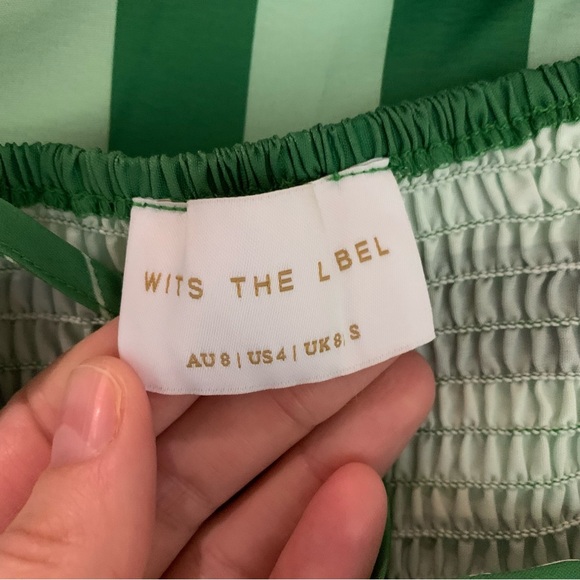 WITS THE LBEL
AU 8 | US 4 | UK 8 | S